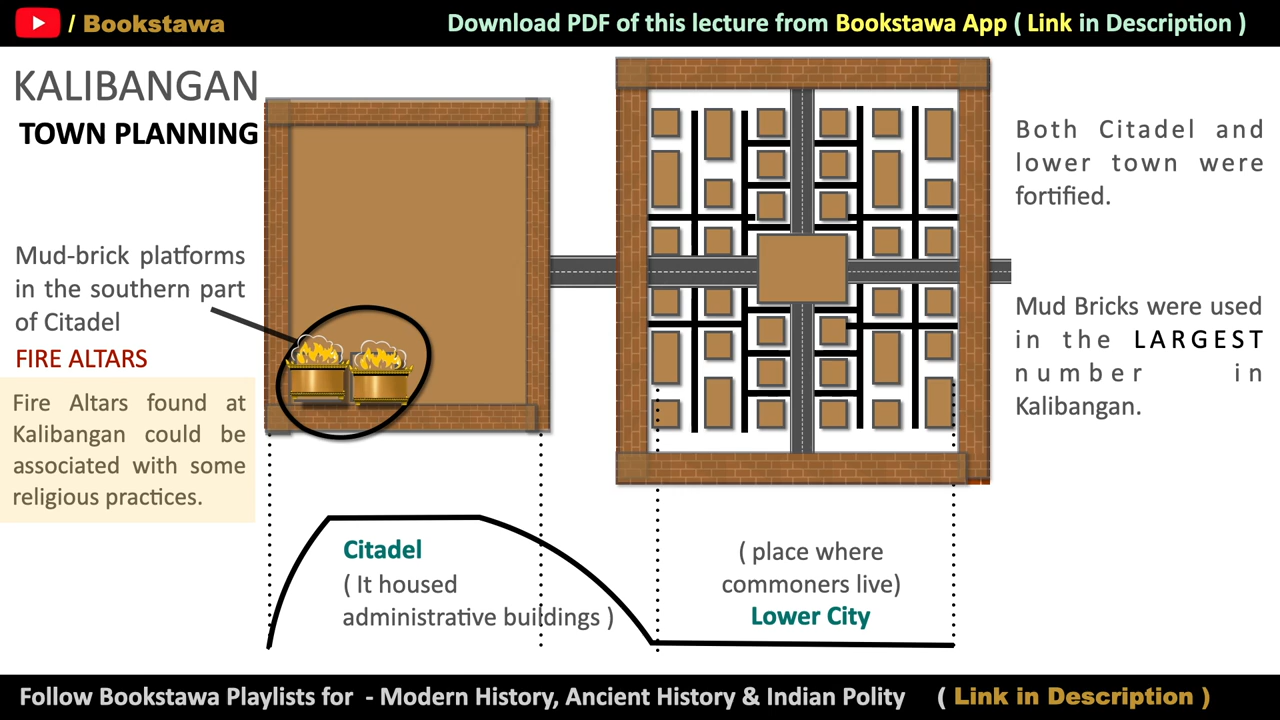 / Bookstawa
Download PDF of this lecture from Bookstawa App ( Link in Description )
KALIBANGAN
TOWN PLANNING
Mud-brick platforms
in the southern part
of Citadel
FIRE ALTARS
Fire Altars found at
Kalibangan could be
associated with some
religious practices.
Both Citadel and
lower town were
fortified.
Mud Bricks were used
in the LARGEST
number in
Kalibangan.
Citadel
( It housed
administrative buildings )
( place where
commoners live)
Lower City
Follow Bookstawa Playlists for - Modern History, Ancient History & Indian Polity ( Link in Description )